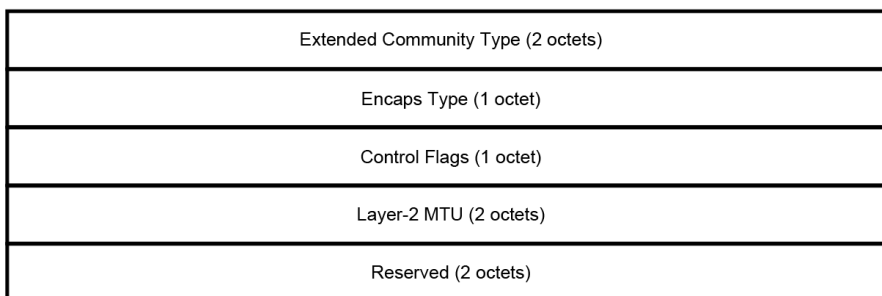 Extended Community Type (2 octets)
Encaps Type (1 octet)
Control Flags (1 octet)
Layer-2 MTU (2 octets)
Reserved (2 octets)